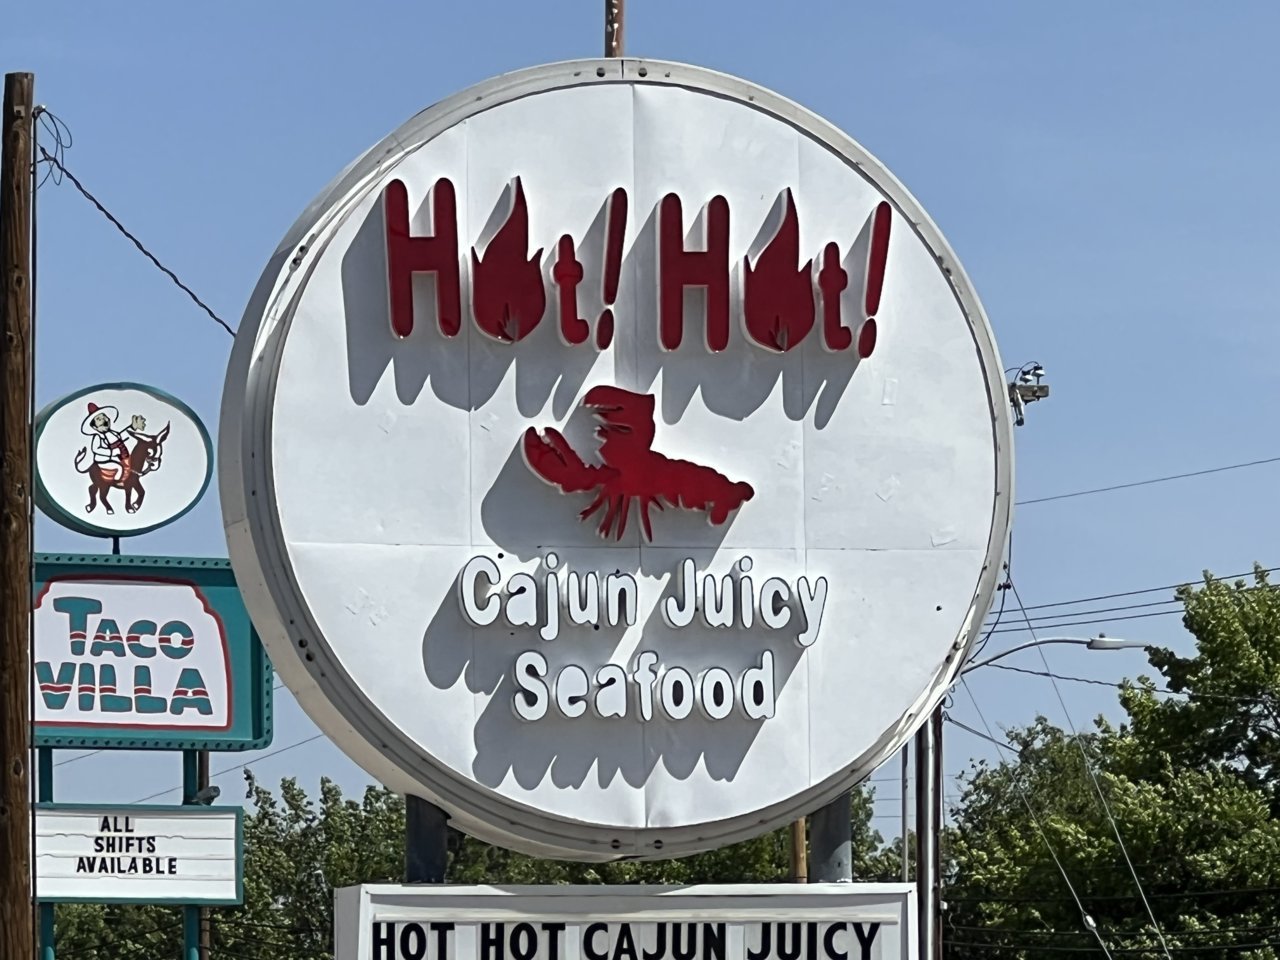 Hot! Hot!
Cajun Juicy
Seafood
HOT HOT CAJUN JUICY
TACO
VILLA
ALL
SHIFTS
AVAILABLE